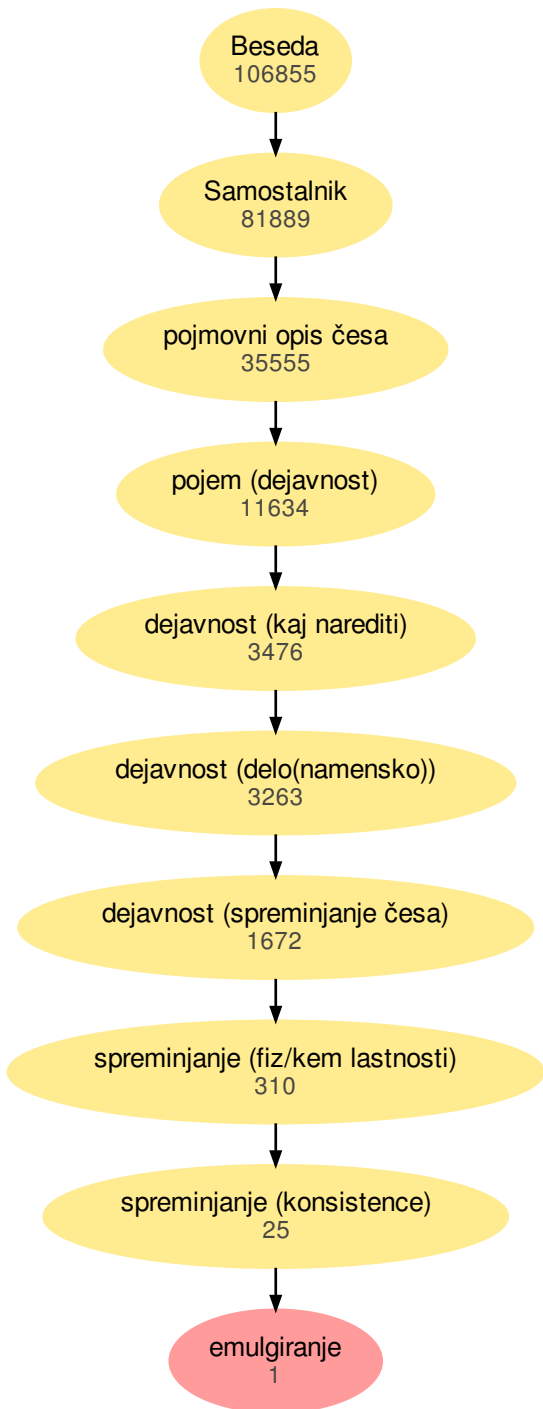 Beseda
106855
Samostalnik
81889
pojmovni opis česa
35555
pojem (dejavnost)
11634
dejavnost (kaj narediti)
3476
dejavnost (delo(namensko))
3263
dejavnost (spreminjanje česa)
1672
spreminjanje (fiz/kem lastnosti)
310
spreminjanje (konsistence)
25
emulgiranje
1